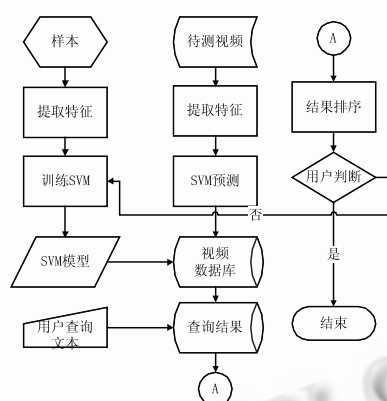 样本
提取特征
训练SVM
SVM模型
用户查询
文本
待测视频
提取特征
SVM预测
视频
数据库
查询结果
A
A
结果排序
用户判断
否
是
结束